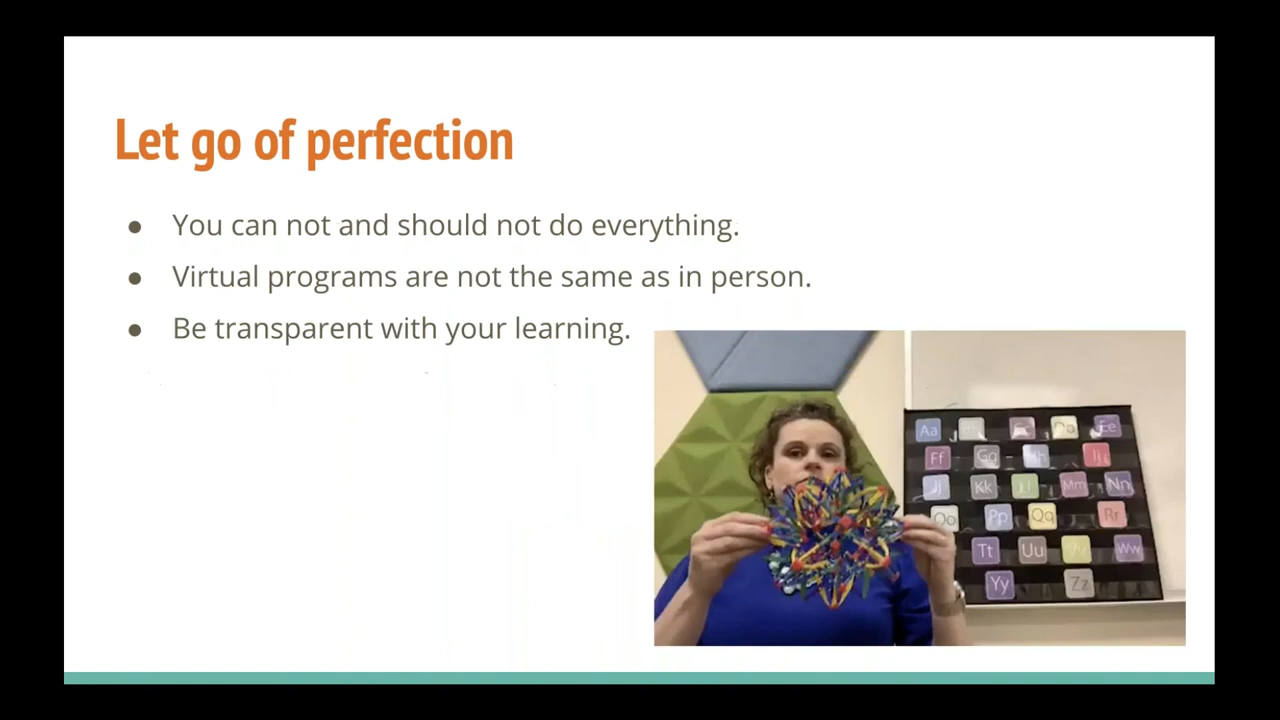 Let go of perfection
● You can not and should not do everything.
● Virtual programs are not the same as in person.
● Be transparent with your learning.
Aa Ee
Ff Gg
Jj Kk Mm Nn
Oo Pp Qq Rr
Tt Uu Ww
Yy Zz